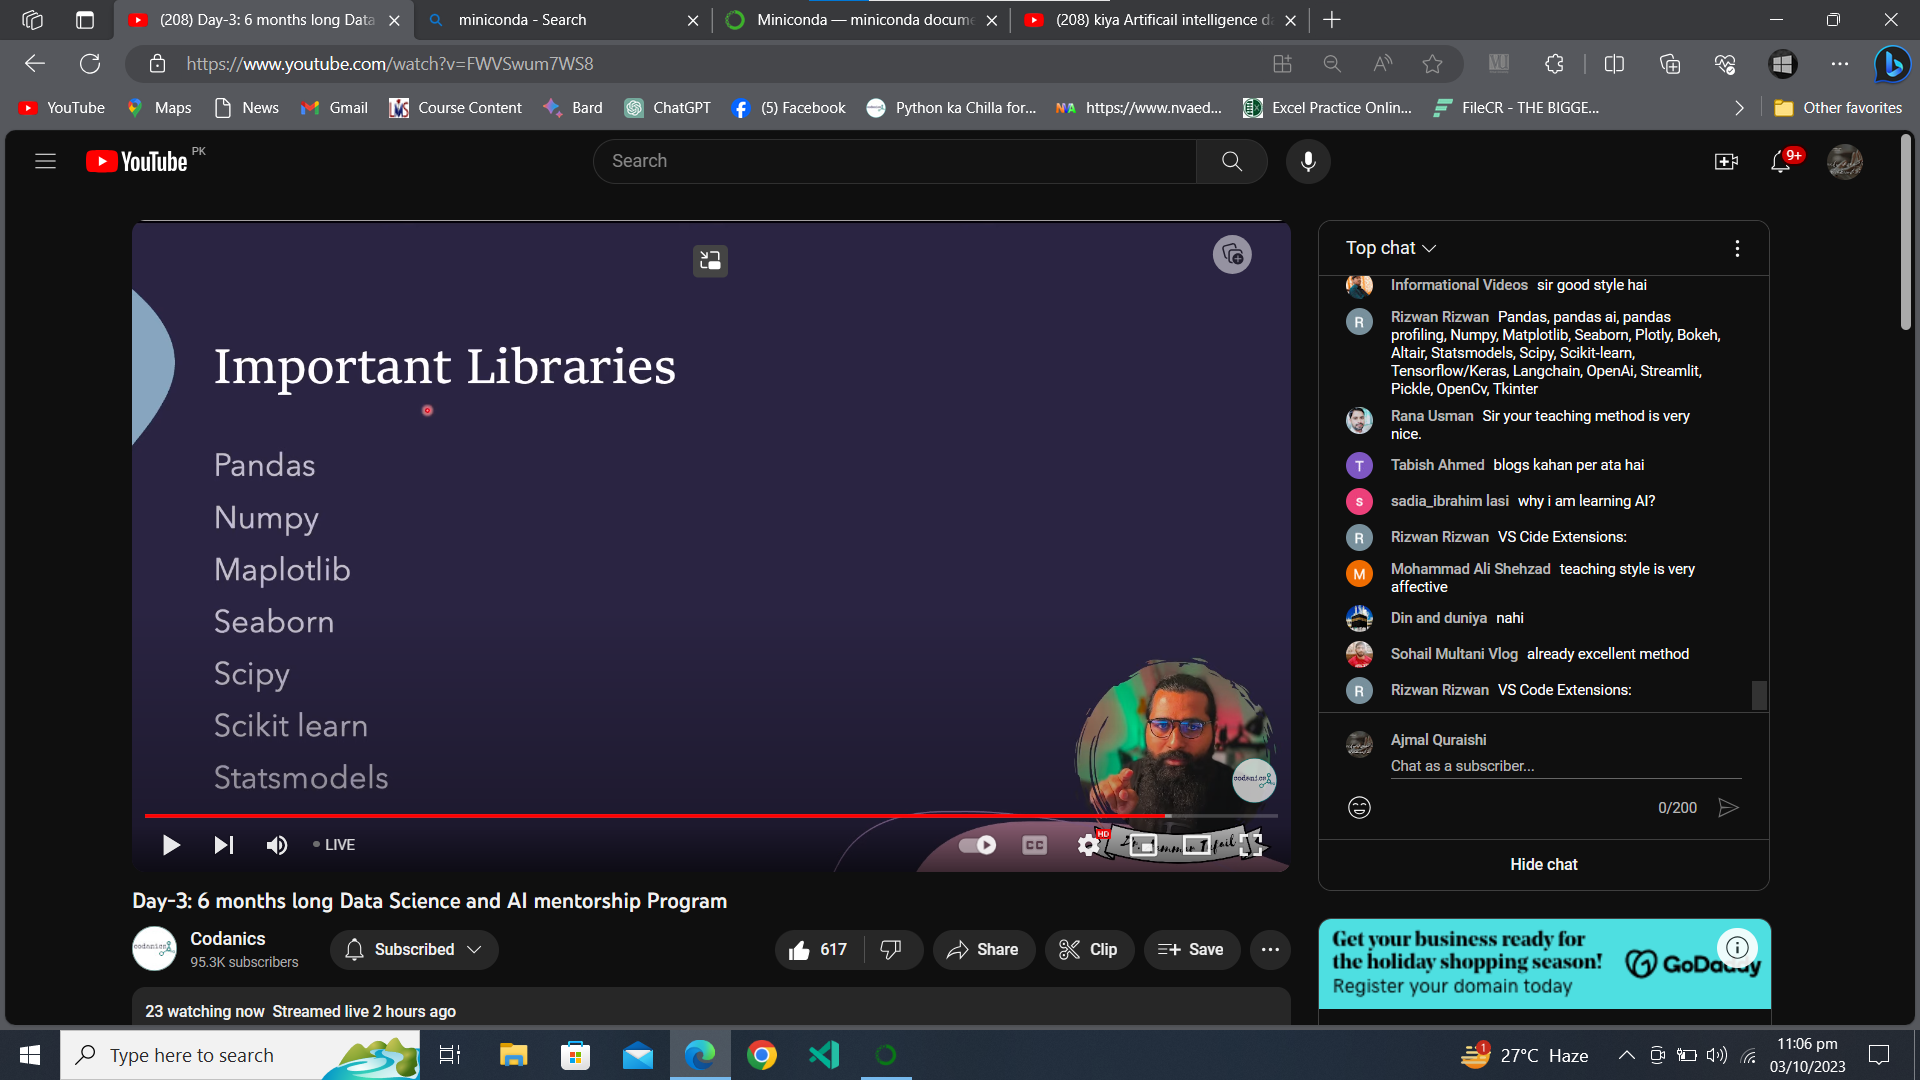 (208) Day-3: 6 months long Data
miniconda - Search
Miniconda — miniconda docume
(208) kiya Artificail intelligence da
https://www.youtube.com/watch?v=FWVSwum7WS8
YouTube
Maps
News
Gmail
Course Content
Bard
ChatGPT
(5) Facebook
Python ka Chilla for...
https://www.nvaed...
Excel Practice Onlin...
FileCR - THE BIGGE...
Other favorites
YouTube PK
Search
9+
Top chat
Important Libraries
Pandas
Numpy
Maplotlib
Seaborn
Scipy
Scikit learn
Statsmodels
codanics
LIVE
CC
HD
Informational Videos sir good style hai
R Rizwan Rizwan Pandas, pandas ai, pandas
profiling, Numpy, Matplotlib, Seaborn, Plotly, Bokeh,
Altair, Statsmodels, Scipy, Scikit-learn,
Tensorflow/Keras, Langchain, OpenAi, Streamlit,
Pickle, OpenCv, Tkinter
Rana Usman Sir your teaching method is very
nice.
T Tabish Ahmed blogs kahan per ata hai
s sadia_ibrahim lasi why i am learning AI?
R Rizwan Rizwan VS Cide Extensions:
M Mohammad Ali Shehzad teaching style is very
affective
Din and duniya nahi
Sohail Multani Vlog already excellent method
R Rizwan Rizwan VS Code Extensions:
Ajmal Quraishi
Chat as a subscriber...
0/200
Hide chat
Day-3: 6 months long Data Science and AI mentorship Program
codanics
Codanics
95.3K subscribers
Subscribed
617
Share
Clip
Save
23 watching now Streamed live 2 hours ago
Get your business ready for
the holiday shopping season!
Register your domain today
GoDaddy
Type here to search
1
27°C Haze
11:06 pm
03/10/2023